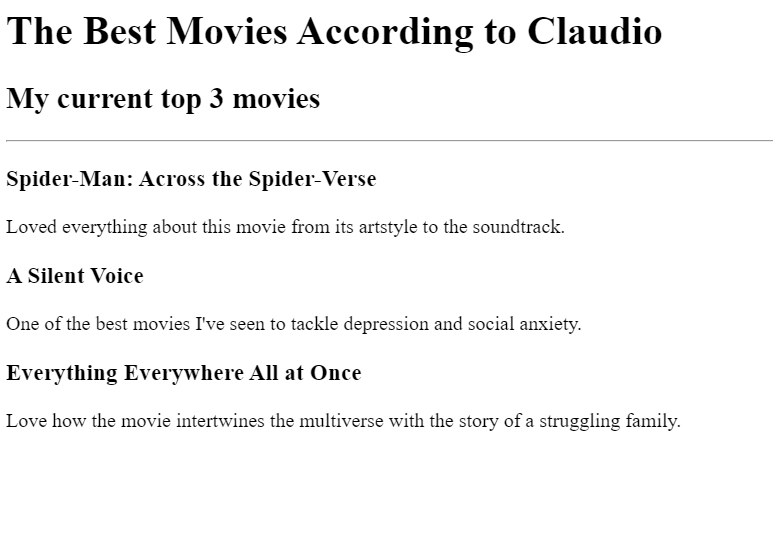 The Best Movies According to Claudio
My current top 3 movies
Spider-Man: Across the Spider-Verse
Loved everything about this movie from its artstyle to the soundtrack.
A Silent Voice
One of the best movies I've seen to tackle depression and social anxiety.
Everything Everywhere All at Once
Love how the movie intertwines the multiverse with the story of a struggling family.